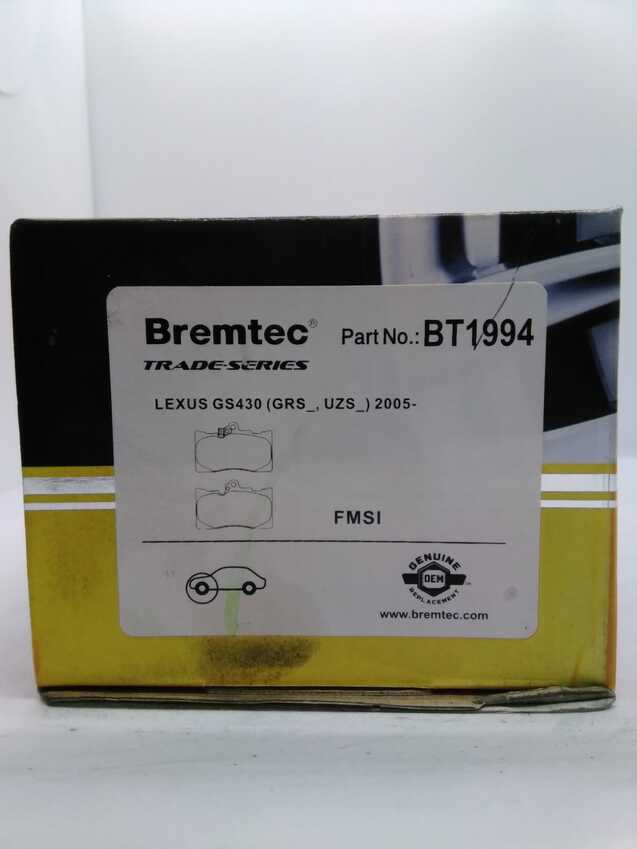 Bremtec®
Part No.: BT1994
TRADE-SERIES
LEXUS GS430 (GRS_, UZS_) 2005-
FMSI
GENUINE
OEM
REPLACEMENT
www.bremtec.com